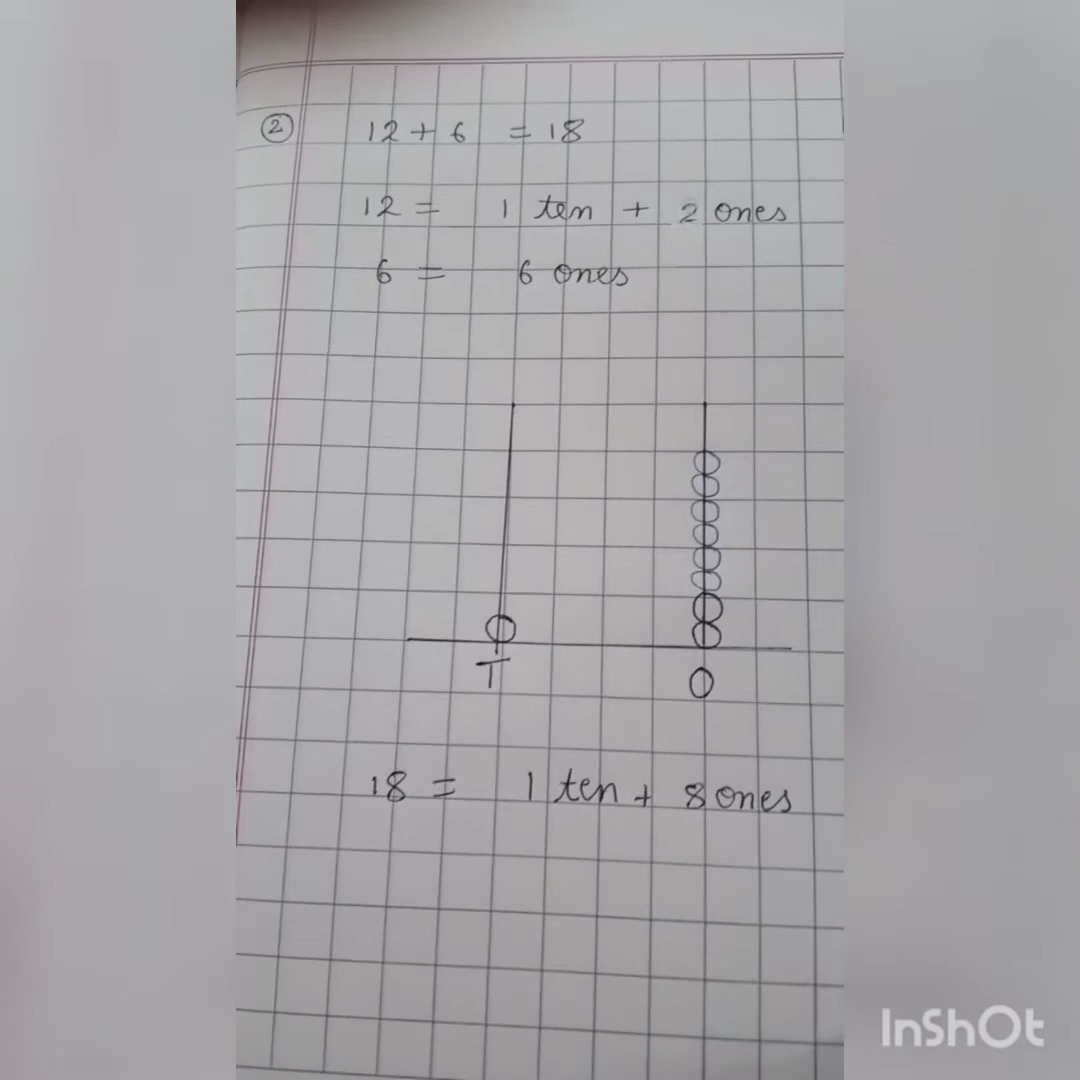 2 12 + 6 = 18
12 = 1 ten + 2 ones
6 = 6 ones
T O
18 = 1 ten + 8 ones
InShOt